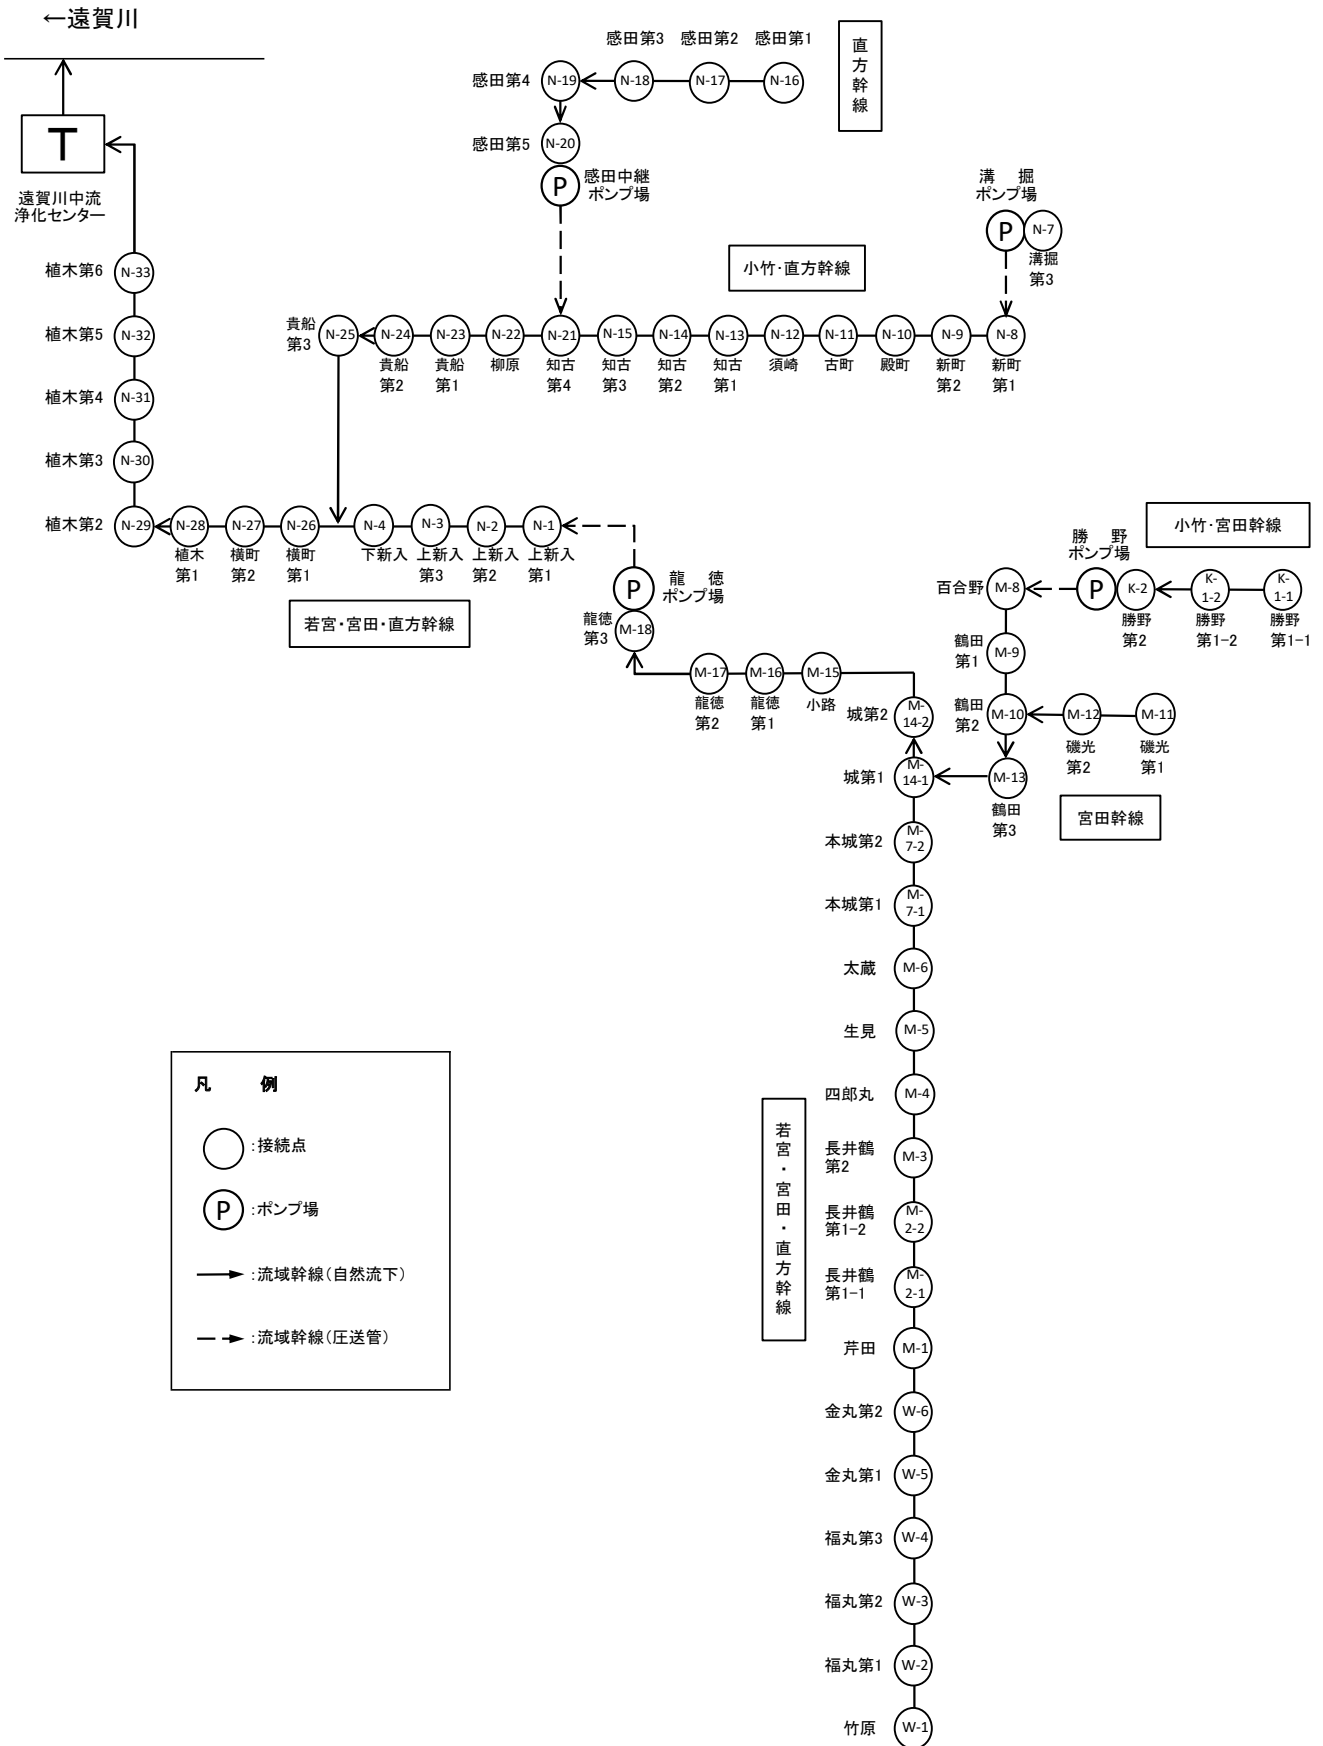 ←遠賀川
T
遠賀川中流
浄化センター
感田第3
感田第2
感田第1
感田第4
N-19
N-18
N-17
N-16
直方幹線
感田第5
N-20
P
感田中継
ポンプ場
溝 掘
ポンプ場
P
N-7
溝掘
第3
小竹・直方幹線
植木第6
N-33
植木第5
N-32
植木第4
N-31
植木第3
N-30
貴船
第3
N-25
N-24
N-23
N-22
N-21
N-15
N-14
N-13
N-12
N-11
N-10
N-9
N-8
貴船
第2
貴船
第1
柳原
知古
第4
知古
第3
知古
第2
知古
第1
須崎
古町
殿町
新町
第2
新町
第1
植木第2
N-29
N-28
N-27
N-26
N-4
N-3
N-2
N-1
植木
第1
横町
第2
横町
第1
下新入
上新入
第3
上新入
第2
上新入
第1
若宮・宮田・直方幹線
P
龍 徳
ポンプ場
龍徳
第3
M-18
小竹・宮田幹線
勝 野
ポンプ場
百合野
M-8
P
K-2
K-
1-2
K-
1-1
勝野
第2
勝野
第1-2
勝野
第1-1
鶴田
第1
M-9
M-17
M-16
M-15
龍徳
第2
龍徳
第1
小路
城第2
M-
14-2
鶴田
第2
M-10
M-12
M-11
磯光
第2
磯光
第1
城第1
M-
14-1
M-13
鶴田
第3
宮田幹線
本城第2
M-
7-2
本城第1
M-
7-1
太蔵
M-6
生見
M-5
四郎丸
M-4
長井鶴
第2
M-3
長井鶴
第1-2
M-
2-2
長井鶴
第1-1
M-
2-1
芹田
M-1
若宮・宮田・直方幹線
金丸第2
W-6
金丸第1
W-5
福丸第3
W-4
福丸第2
W-3
福丸第1
W-2
竹原
W-1
凡 例
:接続点
P
:ポンプ場
:流域幹線(自然流下)
:流域幹線(圧送管)